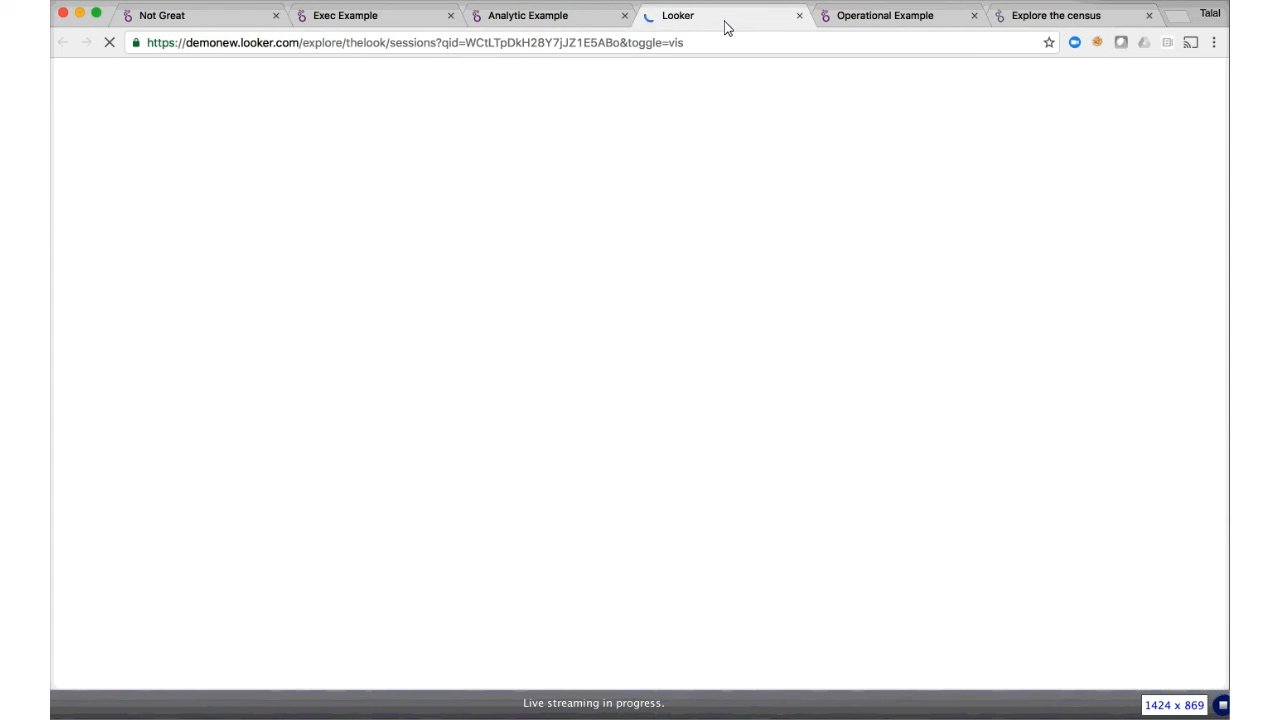 Not Great
Exec Example
Analytic Example
Looker
Operational Example
Explore the census
Talal
https://demonew.looker.com/explore/thelook/sessions?qid=WCtLTpDkH28Y7jJZ1E5ABo&toggle=vis
Live streaming in progress.
1424 x 869